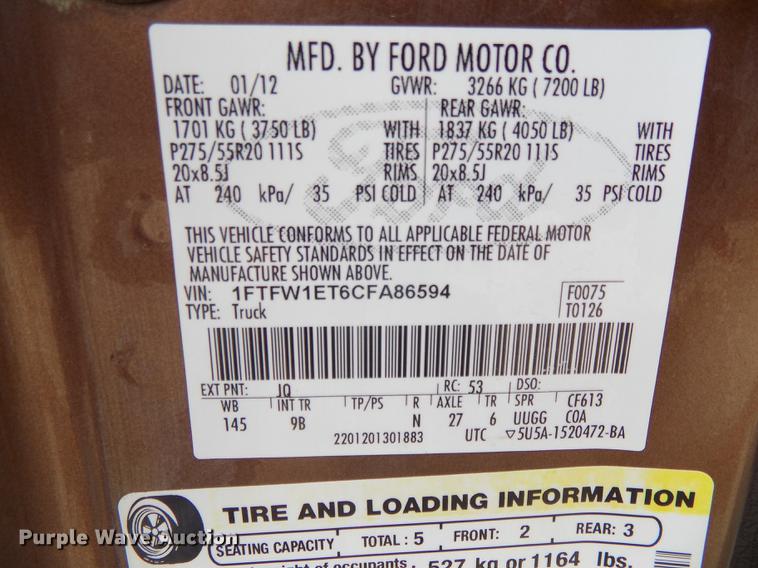 MFD. BY FORD MOTOR CO.
DATE: 01/12 GVWR: 3266 KG ( 7200 LB)
FRONT GAWR: REAR GAWR:
1701 KG ( 3750 LB) WITH 1837 KG ( 4050 LB) WITH
P275/55R20 111S TIRES P275/55R20 111S TIRES
20x8.5J RIMS 20x8.5J RIMS
AT 240 kPa/ 35 PSI COLD AT 240 kPa/ 35 PSI COLD
Ford
THIS VEHICLE CONFORMS TO ALL APPLICABLE FEDERAL MOTOR
VEHICLE SAFETY STANDARDS IN EFFECT ON THE DATE OF
MANUFACTURE SHOWN ABOVE.
VIN: 1FTFW1ET6CFA86594 F0075
TYPE: Truck T0126
EXT PNT: JQ RC: 53 DSO:
WB INT TR TP/PS R AXLE TR SPR CF613
145 9B N 27 6 UUGG COA
2201201301883 UTC ▽5U5A-1520472-BA
TIRE AND LOADING INFORMATION
SEATING CAPACITY TOTAL : 5 FRONT: 2 REAR: 3
of occupants 527 kg or 1164 lbs.
Purple Wave Auction